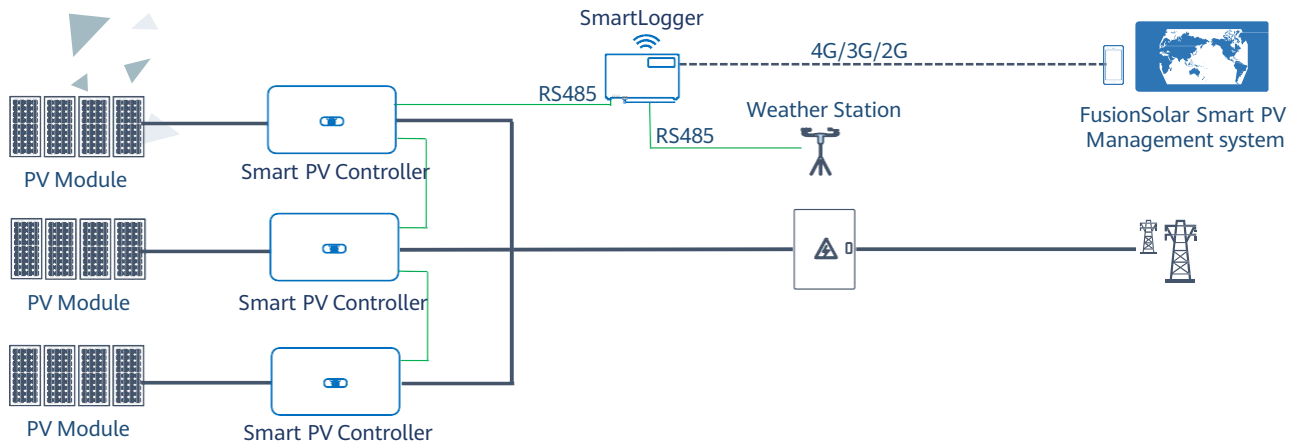 SmartLogger
4G/3G/2G
RS485
Weather Station
FusionSolar Smart PV
Management system
RS485
PV Module
Smart PV Controller
PV Module
Smart PV Controller
PV Module
Smart PV Controller